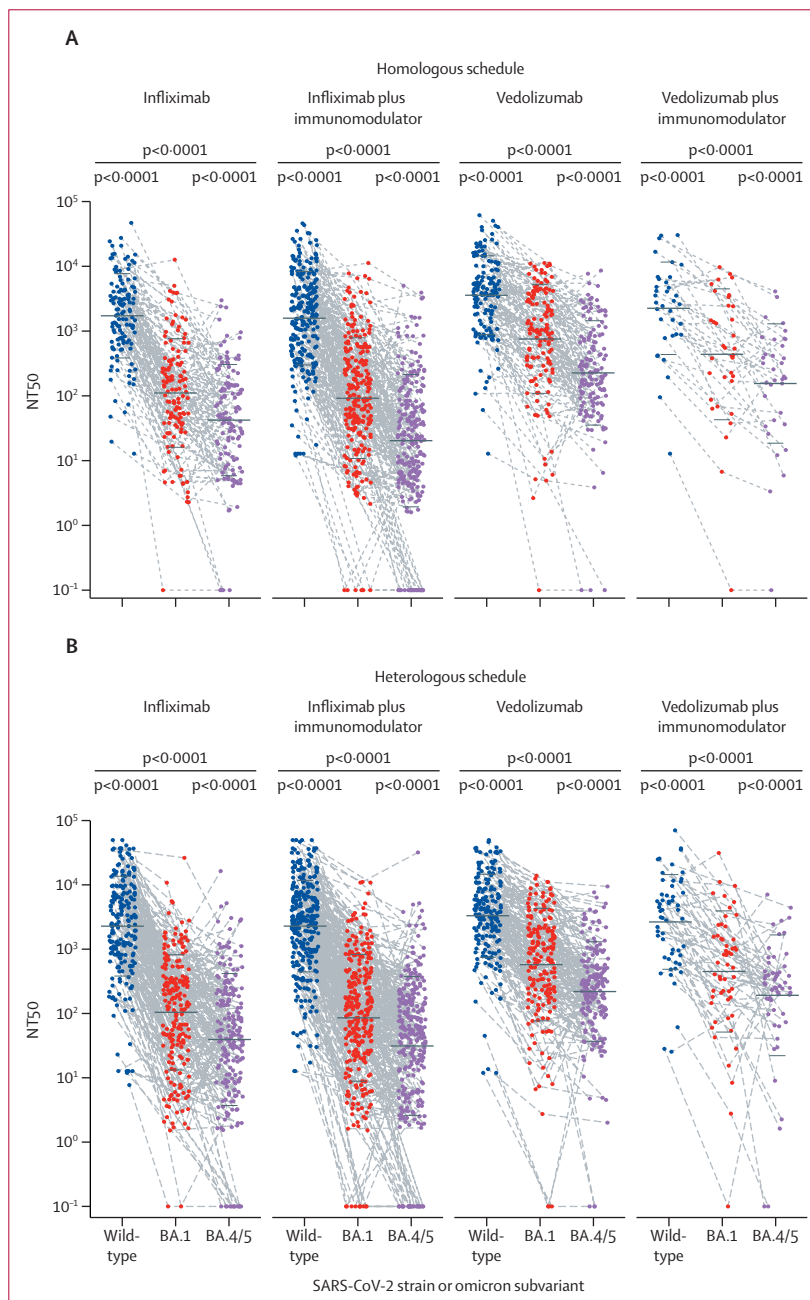 A
Homologous schedule
Infliximab
Infliximab plus
immunomodulator
Vedolizumab
Vedolizumab plus
immunomodulator
p<0·0001
p<0·0001
p<0·0001
p<0·0001
p<0·0001 p<0·0001
p<0·0001 p<0·0001
p<0·0001 p<0·0001
p<0·0001 p<0·0001
NT50
10⁵
10⁴
10³
10²
10¹
10⁰
10⁻¹
B
Heterologous schedule
Infliximab
Infliximab plus
immunomodulator
Vedolizumab
Vedolizumab plus
immunomodulator
p<0·0001
p<0·0001
p<0·0001
p<0·0001
p<0·0001 p<0·0001
p<0·0001 p<0·0001
p<0·0001 p<0·0001
p<0·0001 p<0·0001
NT50
10⁵
10⁴
10³
10²
10¹
10⁰
10⁻¹
Wild-
type
BA.1
BA.4/5
Wild-
type
BA.1
BA.4/5
Wild-
type
BA.1
BA.4/5
Wild-
type
BA.1
BA.4/5
SARS-CoV-2 strain or omicron subvariant